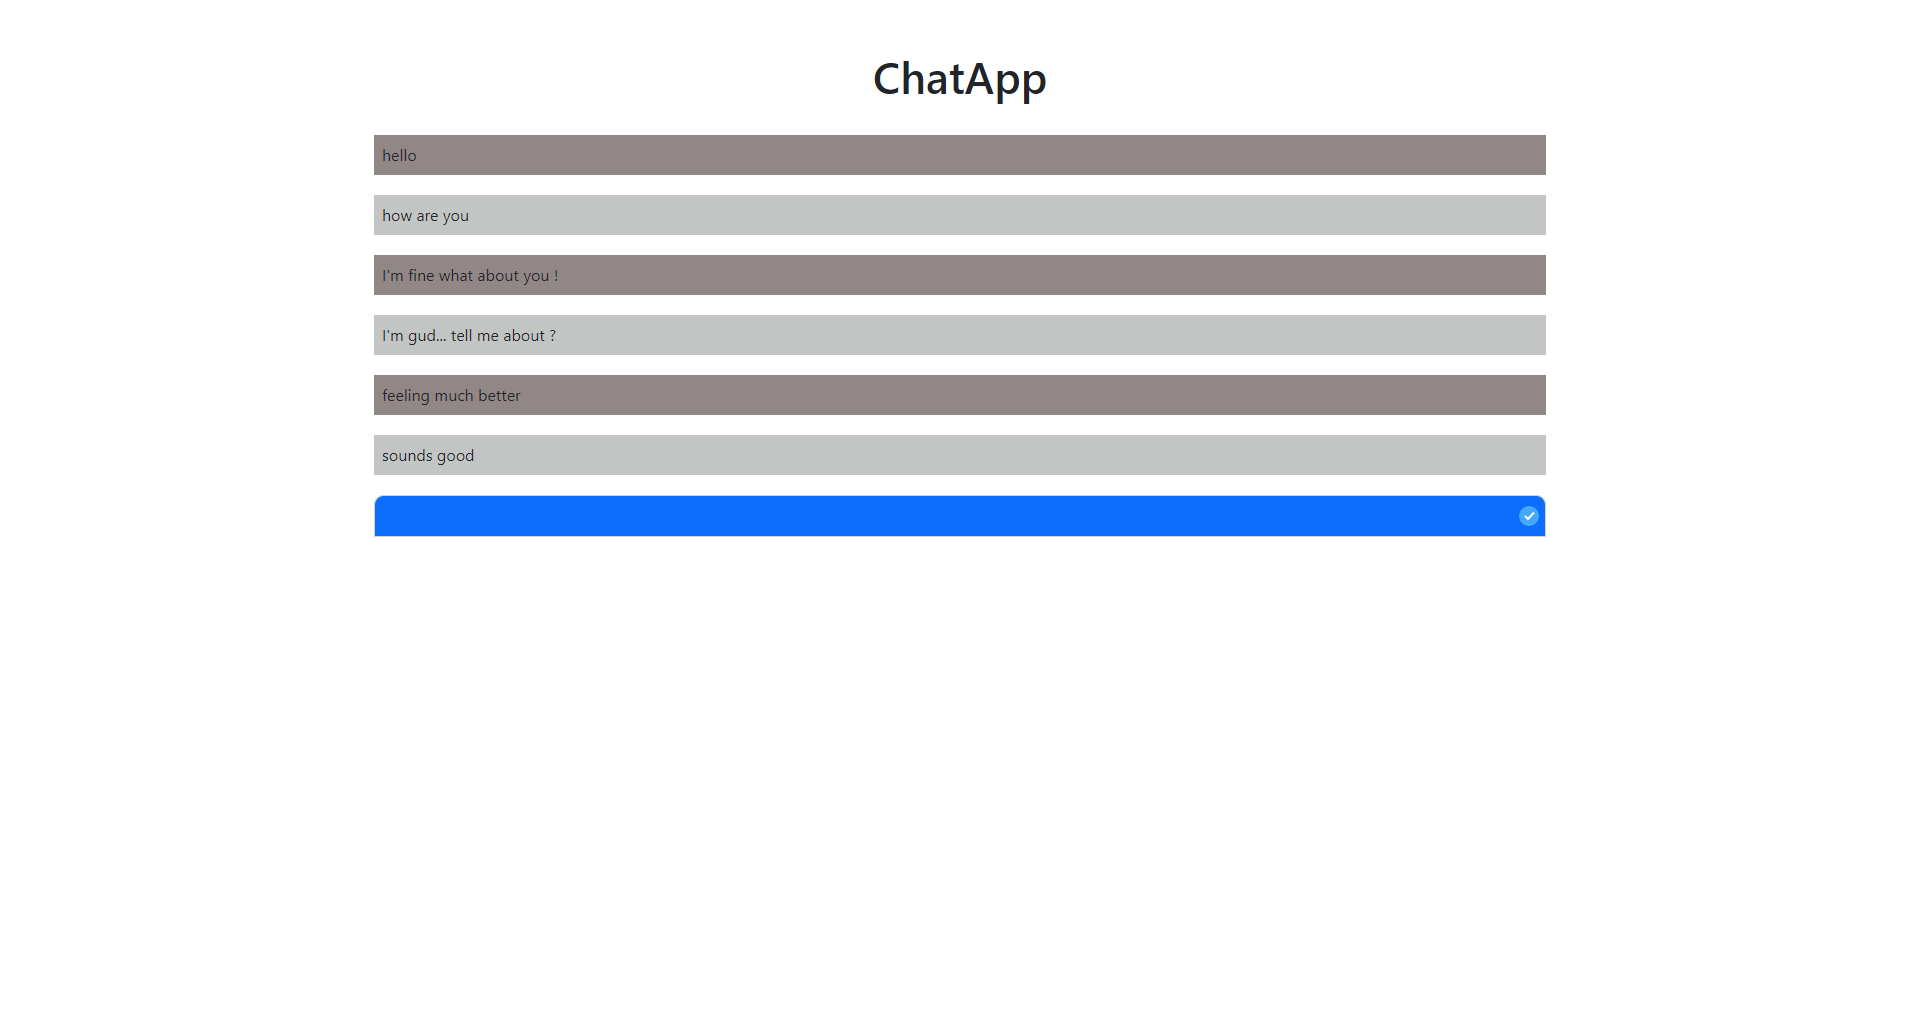 ChatApp
hello
how are you
I'm fine what about you !
I'm gud... tell me about ?
feeling much better
sounds good